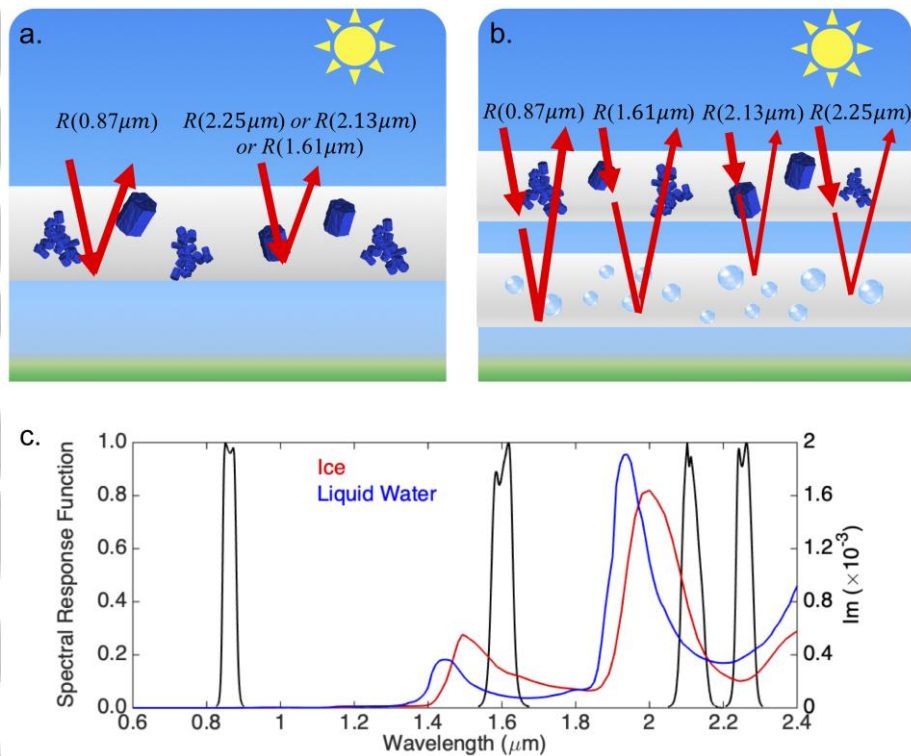 a.
R(0.87μm)
R(2.25μm) or R(2.13μm)
or R(1.61μm)
b.
R(0.87μm)
R(1.61μm)
R(2.13μm)
R(2.25μm)
c.
Spectral Response Function
1.0
0.8
0.6
0.4
0.2
0.0
Ice
Liquid Water
2
1.6
1.2
0.8
0.4
0
Im (×10⁻³)
0.6 0.8 1 1.2 1.4 1.6 1.8 2 2.2 2.4
Wavelength (μm)